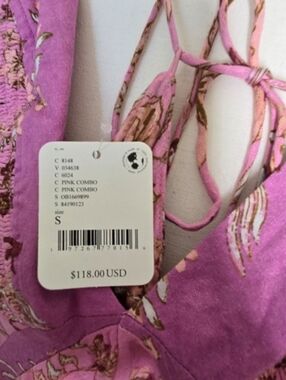 C 8148
V 034638
C 6024
C PINK COMBO
C PINK COMBO
S OB1669899
S 84190123
size
S
$118.00 USD